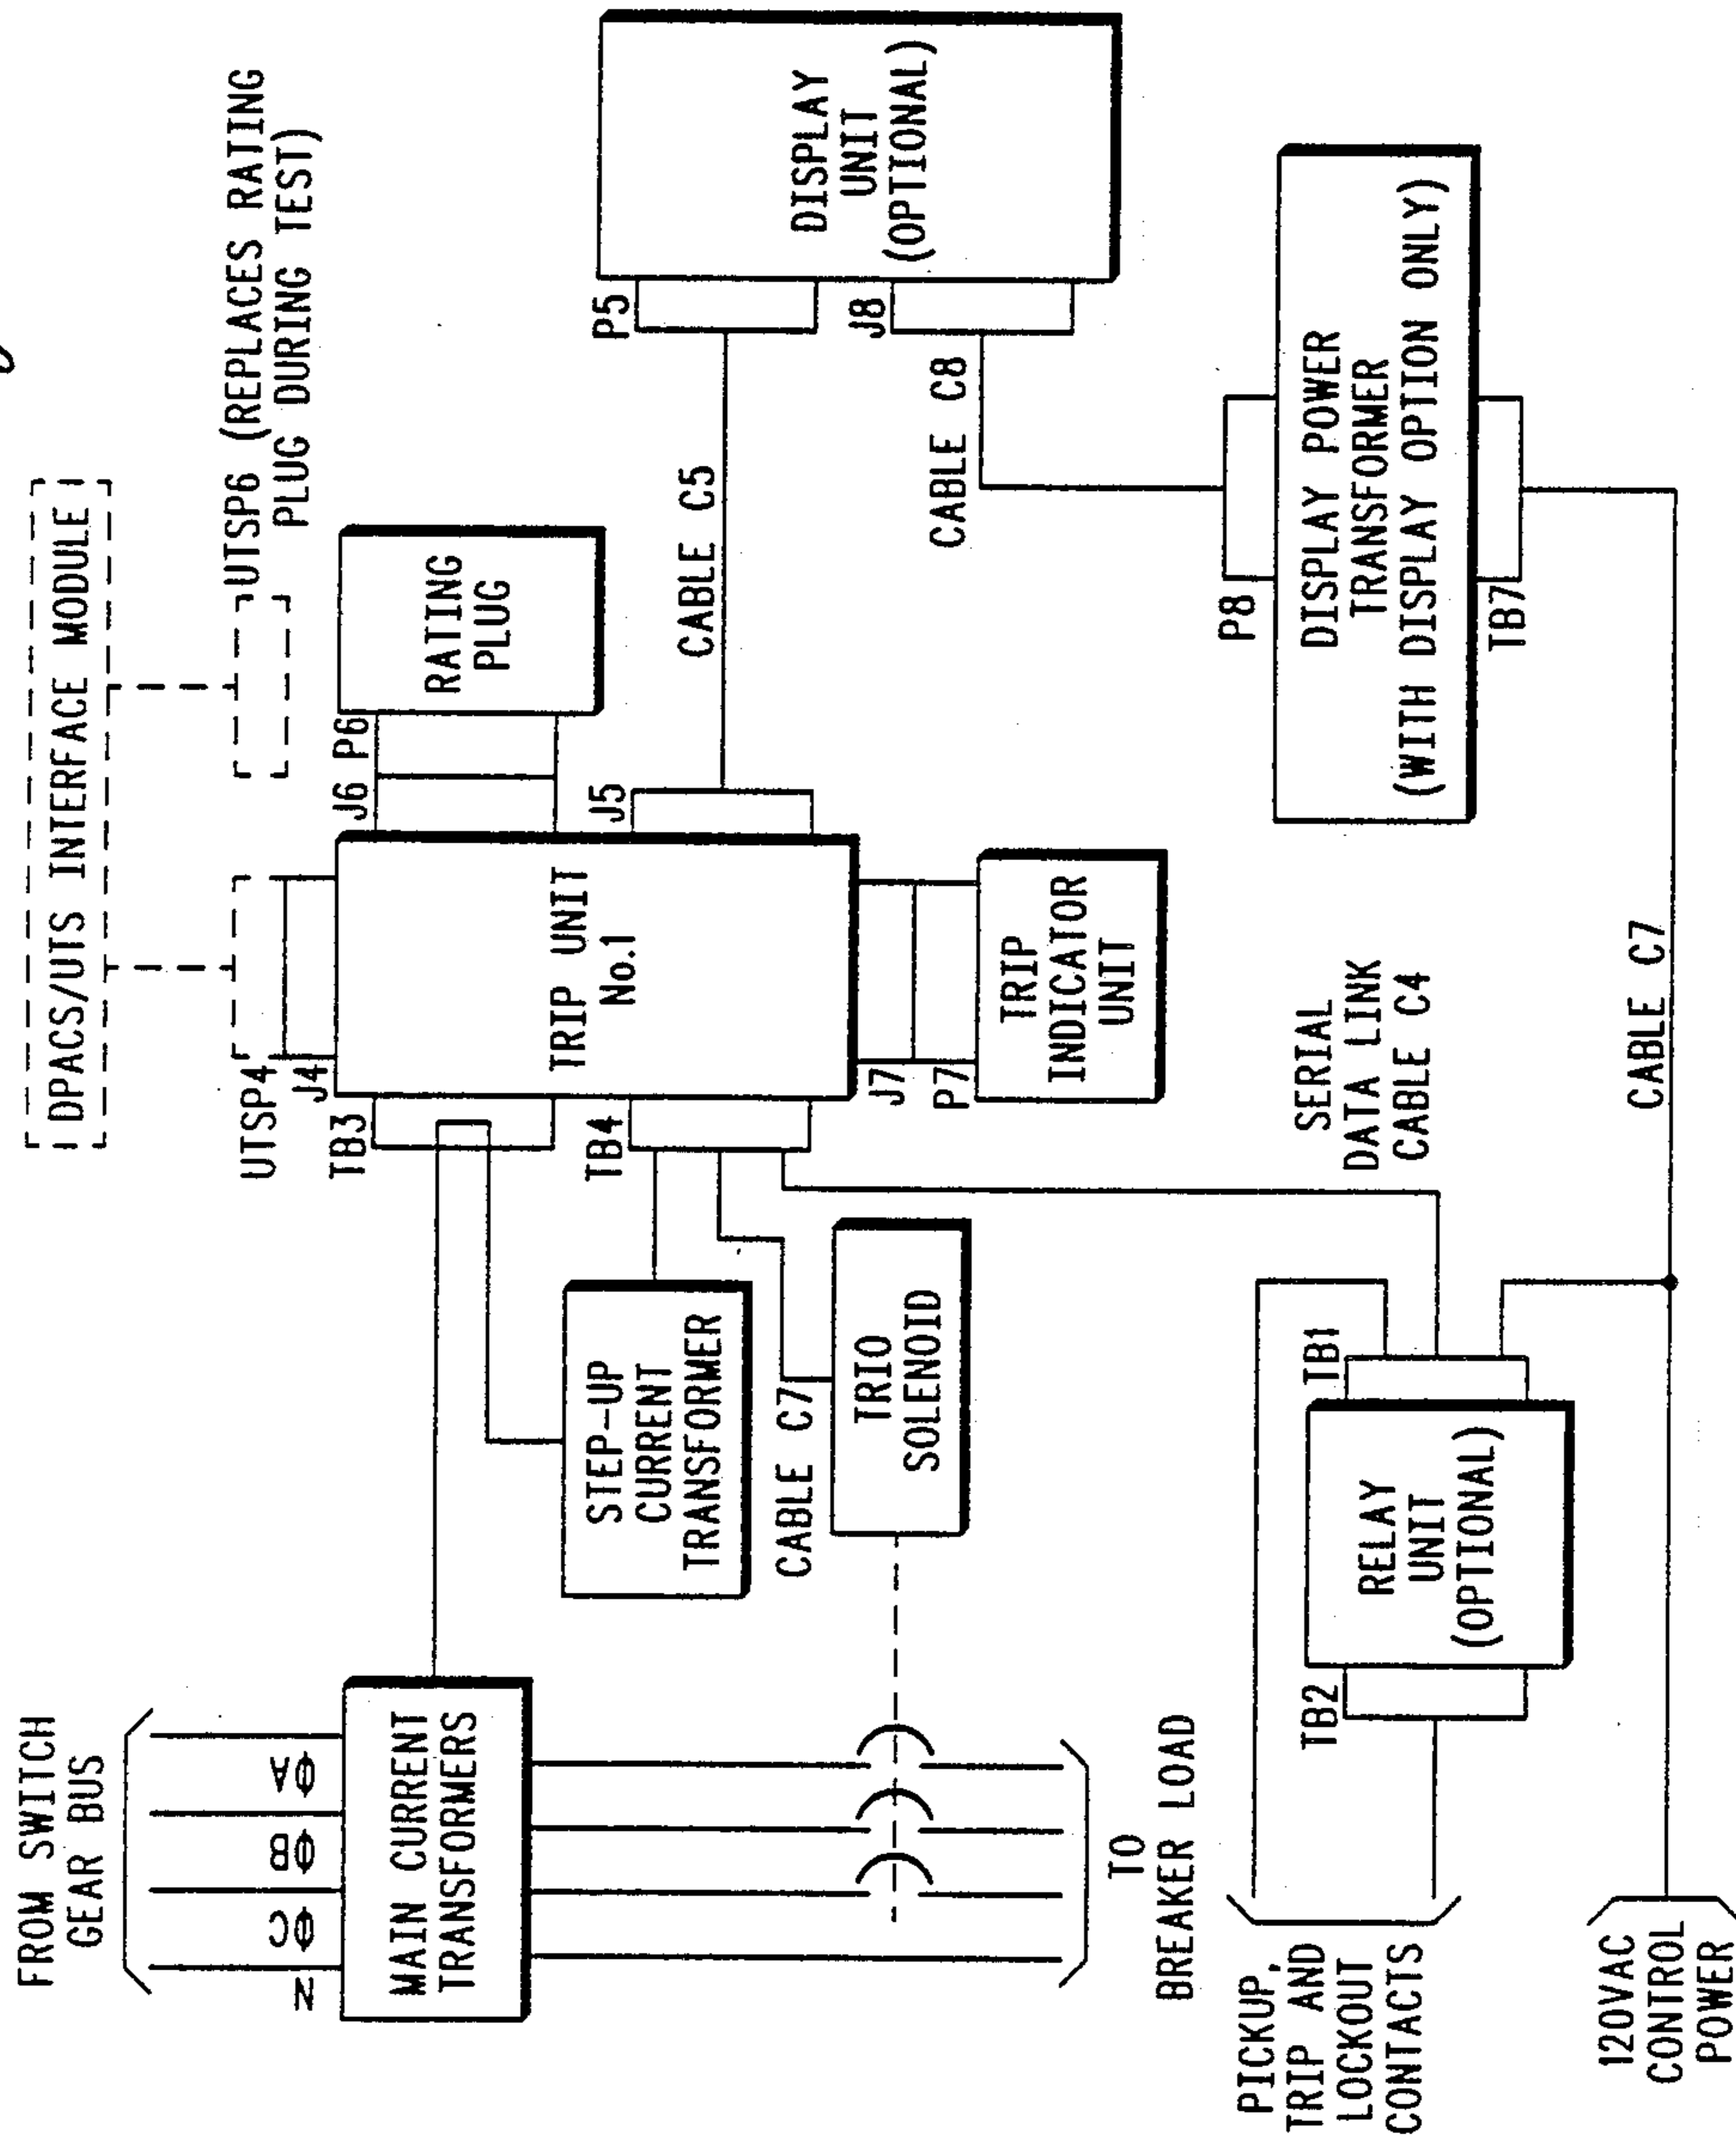 DPACS/UTS INTERFACE MODULE
UTSP6 (REPLACES RATING
PLUG DURING TEST)
FROM SWITCH
GEAR BUS
N
ØC
ØB
ØA
MAIN CURRENT
TRANSFORMERS
UTSP4
J4
TB3
TB4
TRIP UNIT
No.1
J6
P6
J5
RATING
PLUG
CABLE C5
P5
J8
DISPLAY
UNIT
(OPTIONAL)
STEP-UP
CURRENT
TRANSFORMER
CABLE C7
TRIO
SOLENOID
J7
P7
TRIP
INDICATOR
UNIT
CABLE C8
TO
BREAKER LOAD
PICKUP,
TRIP AND
LOCKOUT
CONTACTS
TB2
RELAY
UNIT
(OPTIONAL)
TB1
SERIAL
DATA LINK
CABLE C4
P8
DISPLAY POWER
TRANSFORMER
(WITH DISPLAY OPTION ONLY)
TB7
120VAC
CONTROL
POWER
CABLE C7